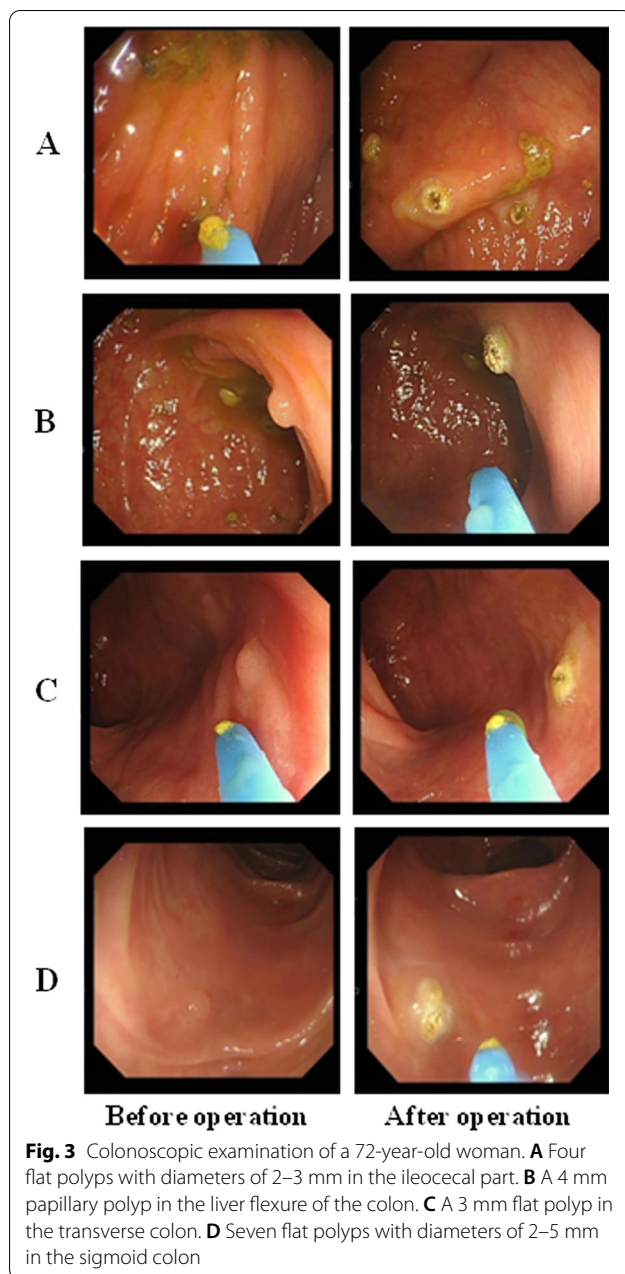 A
B
C
D
Before operation After operation
Fig. 3 Colonoscopic examination of a 72-year-old woman. A Four
flat polyps with diameters of 2–3 mm in the ileocecal part. B A 4 mm
papillary polyp in the liver flexure of the colon. C A 3 mm flat polyp in
the transverse colon. D Seven flat polyps with diameters of 2–5 mm
in the sigmoid colon